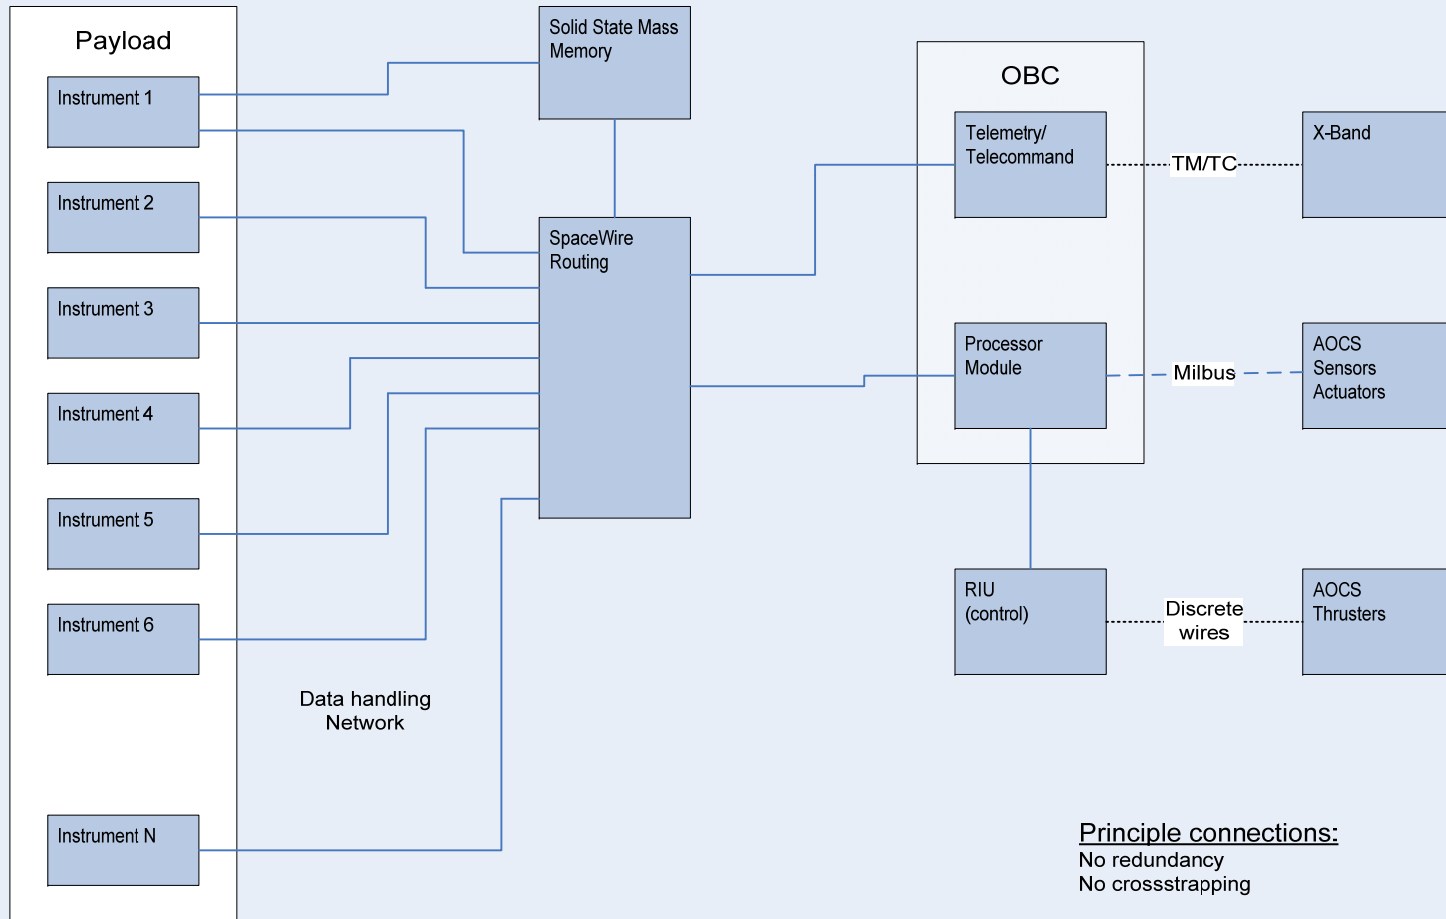 Payload
Instrument 1
Instrument 2
Instrument 3
Instrument 4
Instrument 5
Instrument 6
Instrument N
Data handling
Network
Solid State Mass
Memory
SpaceWire
Routing
OBC
Telemetry/
Telecommand
TM/TC
X-Band
Processor
Module
Milbus
AOCS
Sensors
Actuators
RIU
(control)
Discrete
wires
AOCS
Thrusters
Principle connections:
No redundancy
No crossstrapping